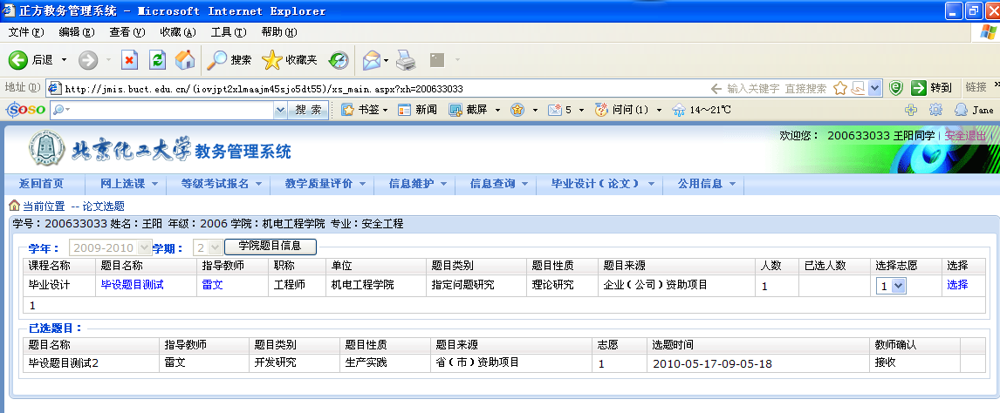 正方教务管理系统 - Microsoft Internet Explorer
文件(F) 编辑(E) 查看(V) 收藏(A) 工具(T) 帮助(H)
后退 搜索 收藏夹
地址(D) http://jmis.buct.edu.cn/(iovjpt2xlmaajm45sjo5dt55)/xs_main.aspx?xh=200633033 输入关键字 直接搜索 转到 链接 »
SOSO 搜 索 书签 新闻 截屏 5 问问(1) 14~21℃ Jane
欢迎您： 200633033 王阳同学 | 安全退出
北京化工大学 教务管理系统
返回首页 网上选课 等级考试报名 教学质量评价 信息维护 信息查询 毕业设计(论文) 公用信息
当前位置 -- 论文选题
学号：200633033 姓名：王阳 年级：2006 学院：机电工程学院 专业：安全工程
学年： 2009-2010 学期： 2 学院题目信息
课程名称 题目名称 指导教师 职称 单位 题目类别 题目性质 题目来源 人数 已选人数 选择志愿 选择
毕业设计 毕设题目测试 雷文 工程师 机电工程学院 指定问题研究 理论研究 企业(公司)资助项目 1 1 选择
1
已选题目：
题目名称 指导教师 题目类别 题目性质 题目来源 志愿 选题时间 教师确认
毕设题目测试2 雷文 开发研究 生产实践 省(市)资助项目 1 2010-05-17-09-05-18 接收